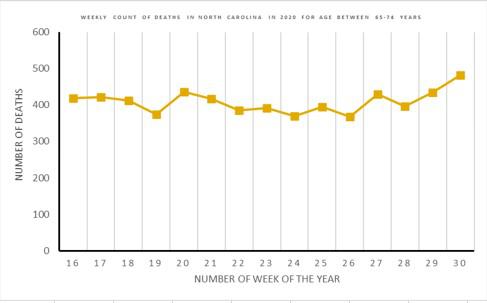 WEEKLY COUNT OF DEATHS IN NORTH CAROLINA IN 2020 FOR AGE BETWEEN 65-74 YEARS
600
500
400
300
200
100
0
NUMBER OF DEATHS
16 17 18 19 20 21 22 23 24 25 26 27 28 29 30
NUMBER OF WEEK OF THE YEAR